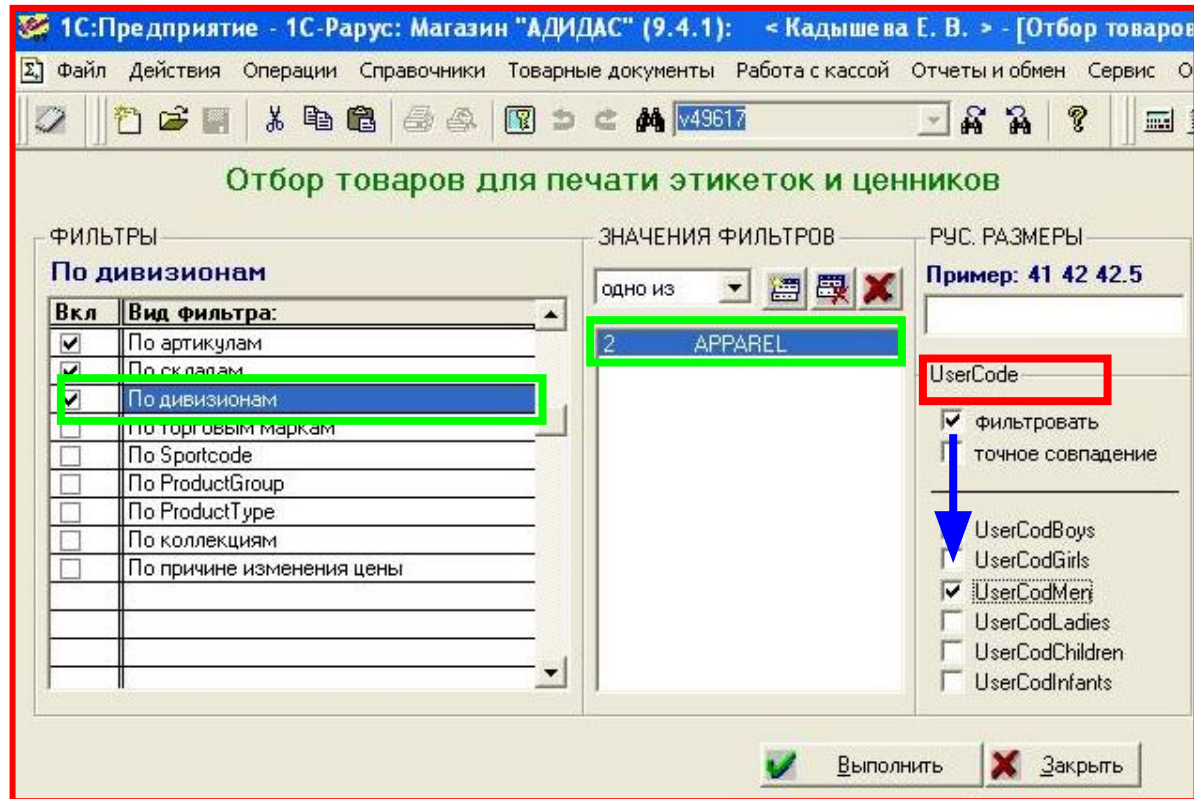 1С:Предприятие - 1С-Рарус: Магазин "АДИДАС" (9.4.1): < Кадышева Е. В. > - [Отбор товаров
Файл Действия Операции Справочники Товарные документы Работа с кассой Отчеты и обмен Сервис О
v49617
Отбор товаров для печати этикеток и ценников
ФИЛЬТРЫ
По дивизионам
Вкл Вид фильтра:
По артикулам
По складам
По дивизионам
По торговым маркам
По Sportcode
По ProductGroup
По ProductType
По коллекциям
По причине изменения цены
ЗНАЧЕНИЯ ФИЛЬТРОВ
одно из
2 APPAREL
РУС. РАЗМЕРЫ
Пример: 41 42 42.5
UserCode
фильтровать
точное совпадение
UserCodBoys
UserCodGirls
UserCodMen
UserCodLadies
UserCodChildren
UserCodInfants
Выполнить Закрыть